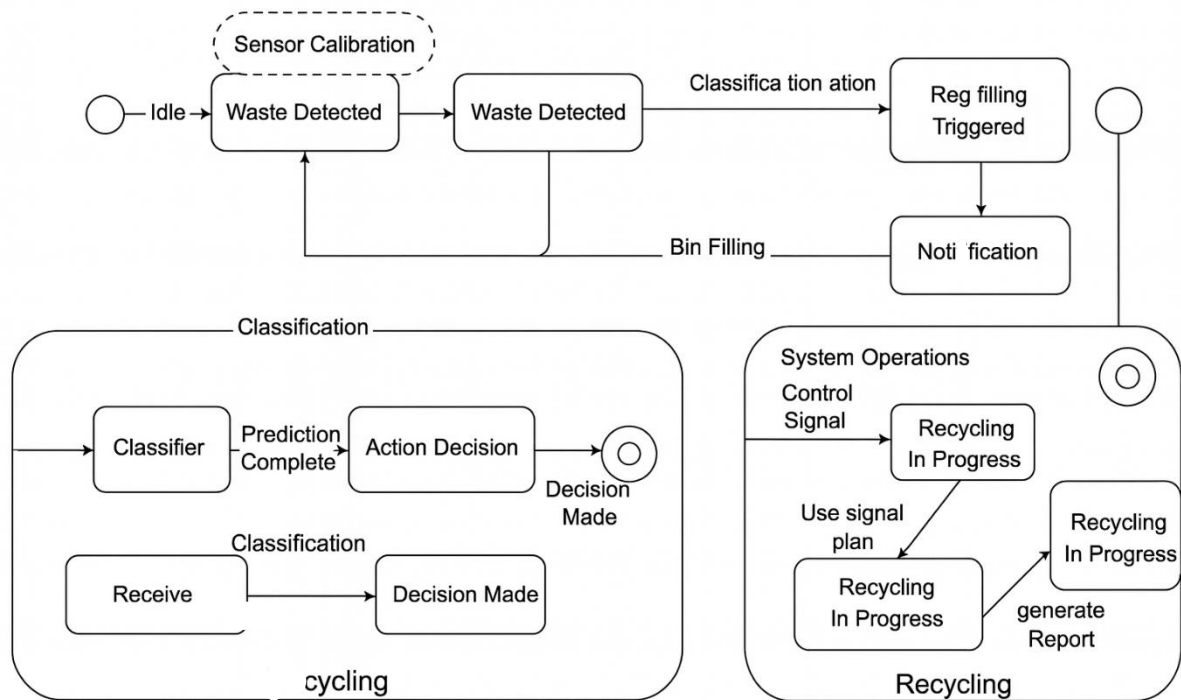 Sensor Calibration
Idle
Waste Detected
Waste Detected
Classifica tion ation
Reg filling
Triggered
Bin Filling
Noti fication
Classification
Classifier
Prediction
Complete
Action Decision
Decision
Made
Classification
Receive
Decision Made
cycling
System Operations
Control
Signal
Recycling
In Progress
Use signal
plan
Recycling
In Progress
Recycling
In Progress
generate
Report
Recycling